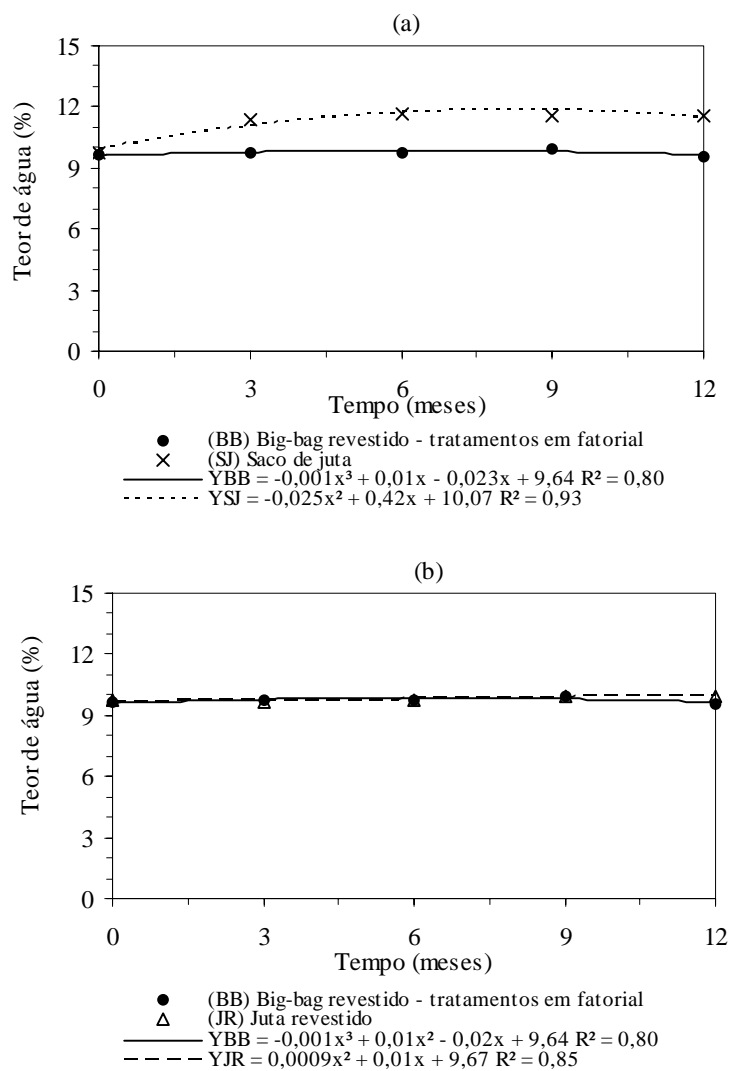 (a)
15
12
9
6
3
0
Teor de água (%)
0 3 6 9 12
Tempo (meses)
(BB) Big-bag revestido - tratamentos em fatorial
(SJ) Saco de juta
YBB = -0,001x³ + 0,01x - 0,023x + 9,64 R² = 0,80
YSJ = -0,025x² + 0,42x + 10,07 R² = 0,93
(b)
15
12
9
6
3
0
Teor de água (%)
0 3 6 9 12
Tempo (meses)
(BB) Big-bag revestido - tratamentos em fatorial
(JR) Juta revestido
YBB = -0,001x³ + 0,01x² - 0,02x + 9,64 R² = 0,80
YJR = 0,0009x² + 0,01x + 9,67 R² = 0,85